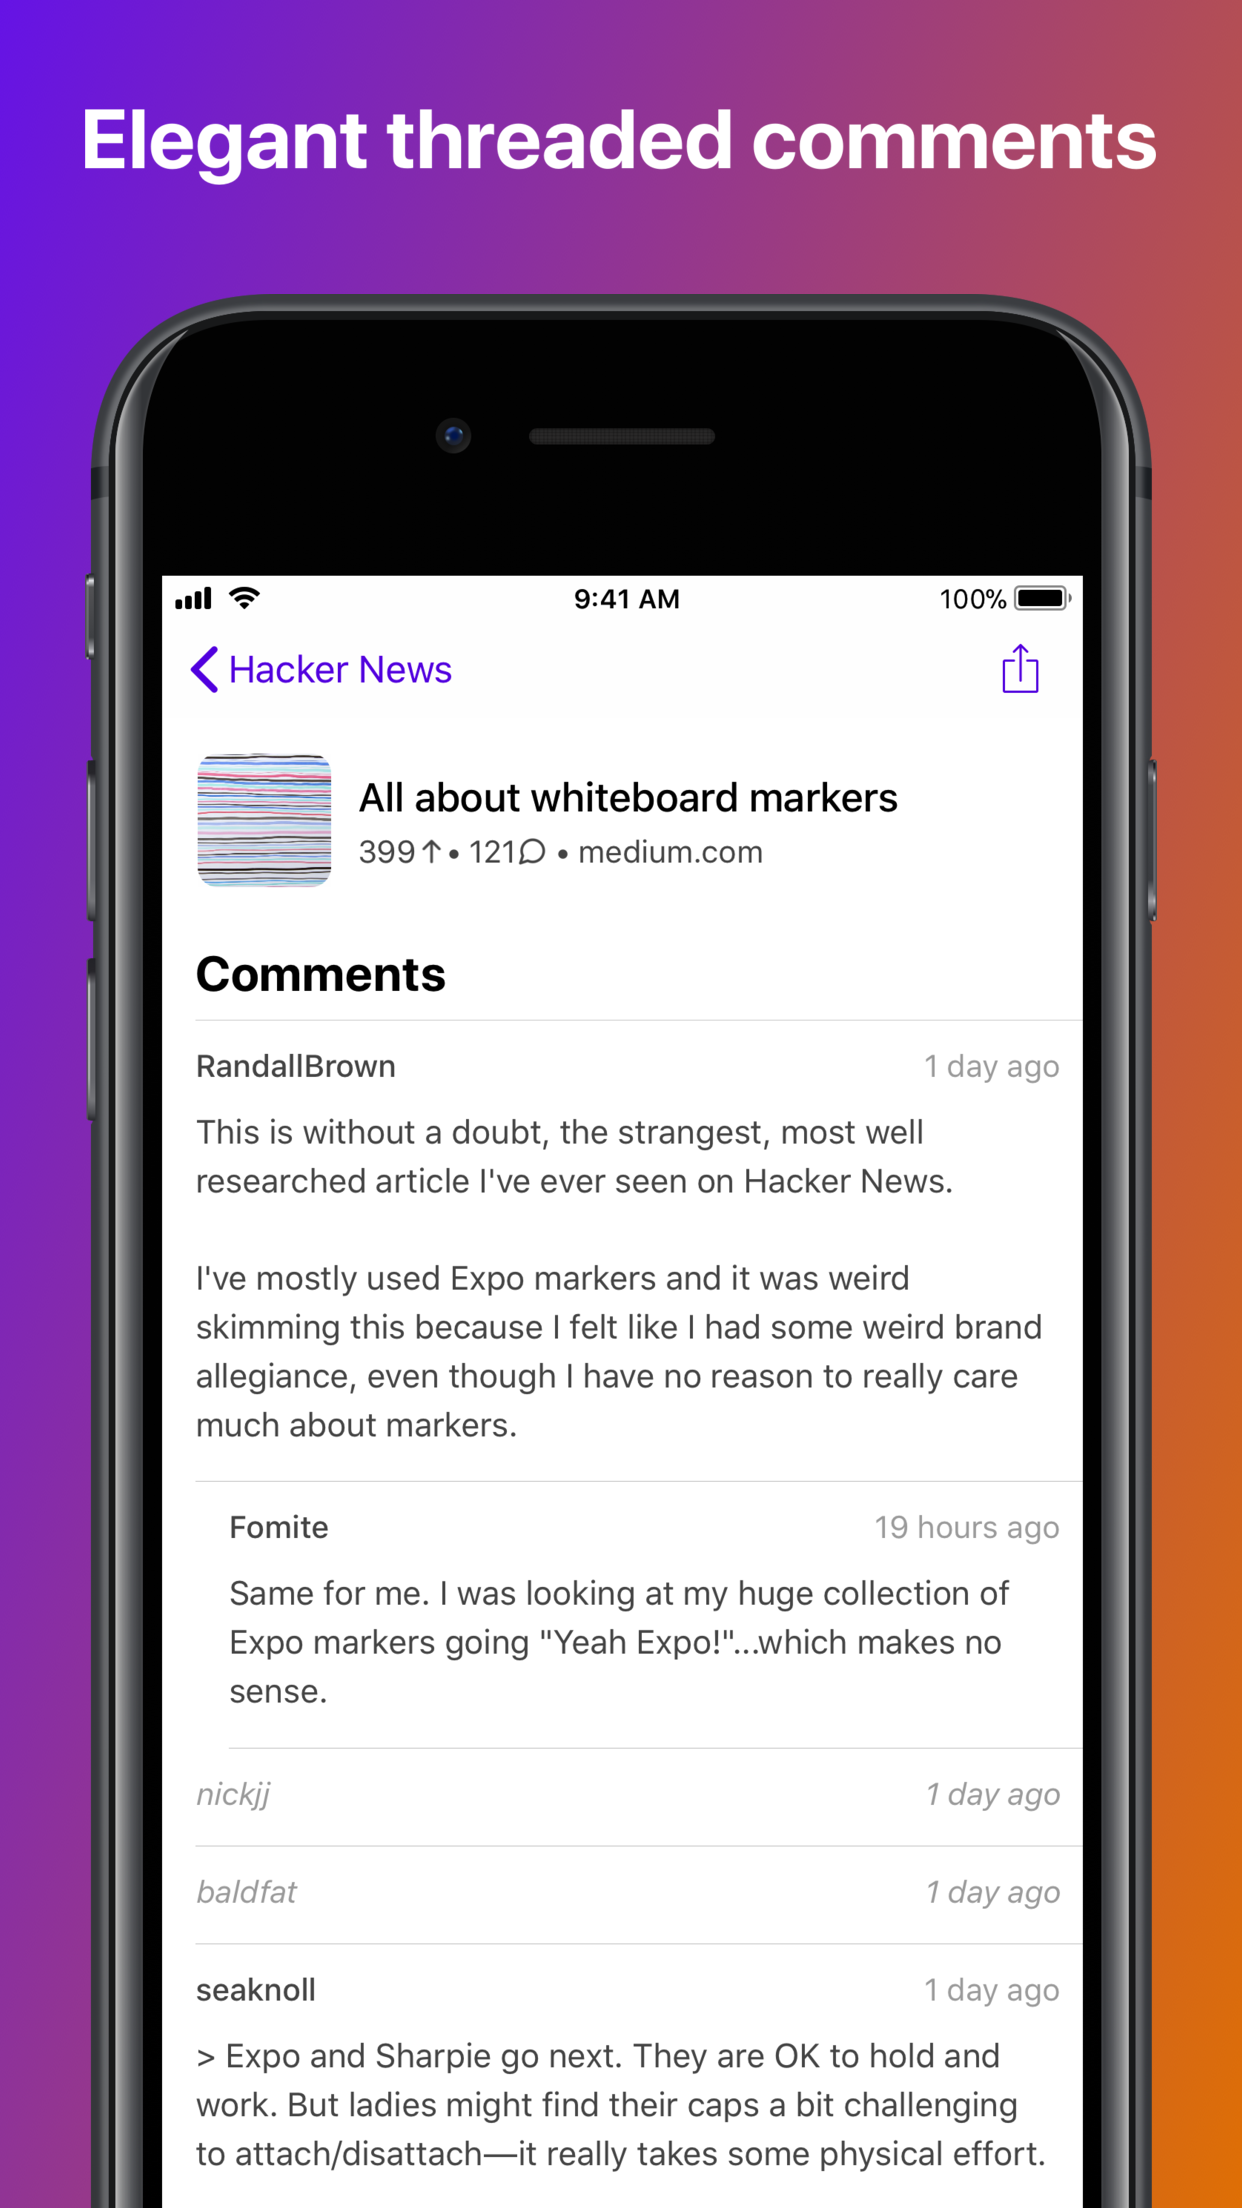 Elegant threaded comments
9:41 AM
100%
Hacker News
All about whiteboard markers
399↑ • 121 • medium.com
Comments
RandallBrown 1 day ago
This is without a doubt, the strangest, most well
researched article I've ever seen on Hacker News.
I've mostly used Expo markers and it was weird
skimming this because I felt like I had some weird brand
allegiance, even though I have no reason to really care
much about markers.
Fomite 19 hours ago
Same for me. I was looking at my huge collection of
Expo markers going "Yeah Expo!"...which makes no
sense.
nickjj 1 day ago
baldfat 1 day ago
seaknoll 1 day ago
> Expo and Sharpie go next. They are OK to hold and
work. But ladies might find their caps a bit challenging
to attach/disattach—it really takes some physical effort.